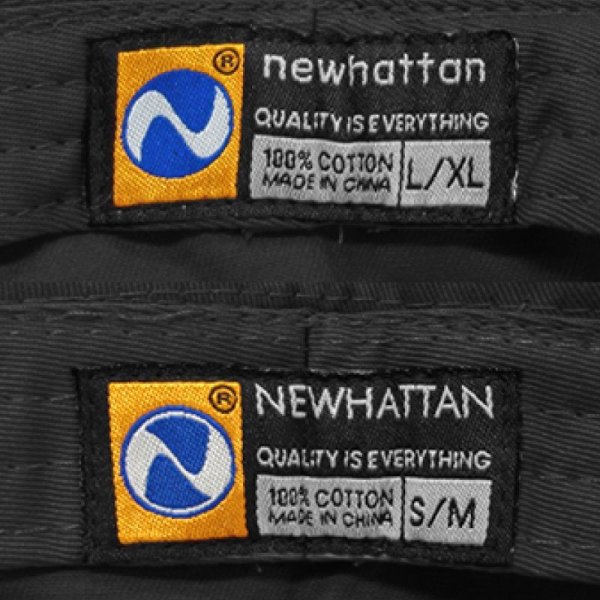 ®
newhattan
QUALITY IS EVERYTHING
100% COTTON
MADE IN CHINA
L/XL
®
NEWHATTAN
QUALITY IS EVERYTHING
100% COTTON
MADE IN CHINA
S/M